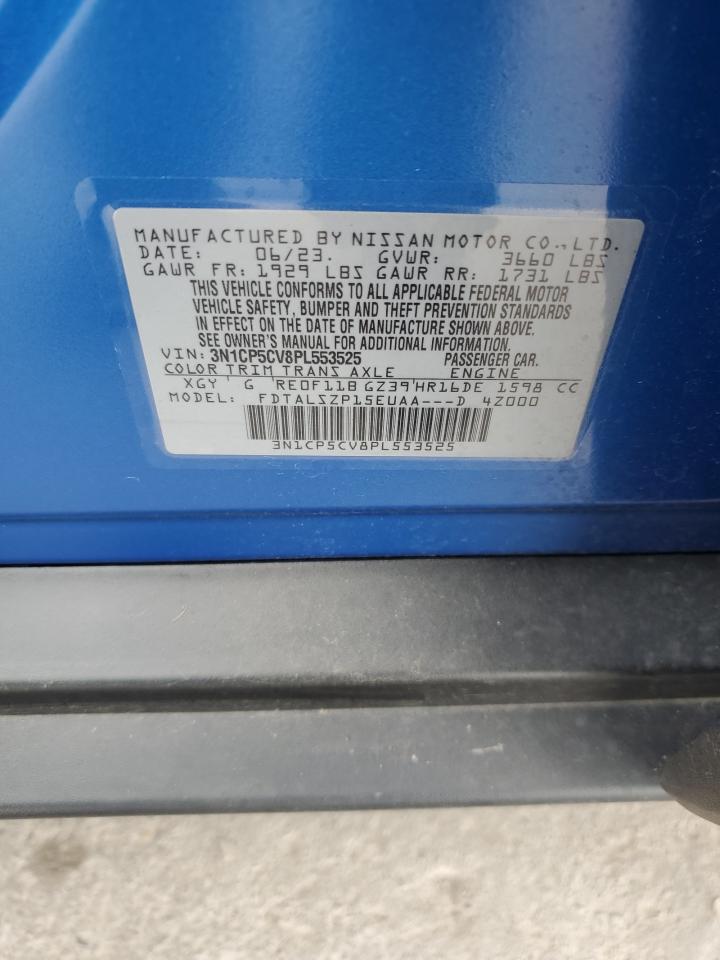 MANUFACTURED BY NISSAN MOTOR CO., LTD.
DATE: 06/23. GVWR: 3660 LBS
GAWR FR: 1929 LBS GAWR RR: 1731 LBS
THIS VEHICLE CONFORMS TO ALL APPLICABLE FEDERAL MOTOR
VEHICLE SAFETY, BUMPER AND THEFT PREVENTION STANDARDS
IN EFFECT ON THE DATE OF MANUFACTURE SHOWN ABOVE.
SEE OWNER'S MANUAL FOR ADDITIONAL INFORMATION.
VIN: 3N1CP5CV8PL553525 PASSENGER CAR.
COLOR TRIM TRANS AXLE ENGINE
XGY G RE0F11B GZ39 HR16DE 1598 CC
MODEL: FDTALSZP15EUAA---D 4Z000
3N1CP5CV8PL553525